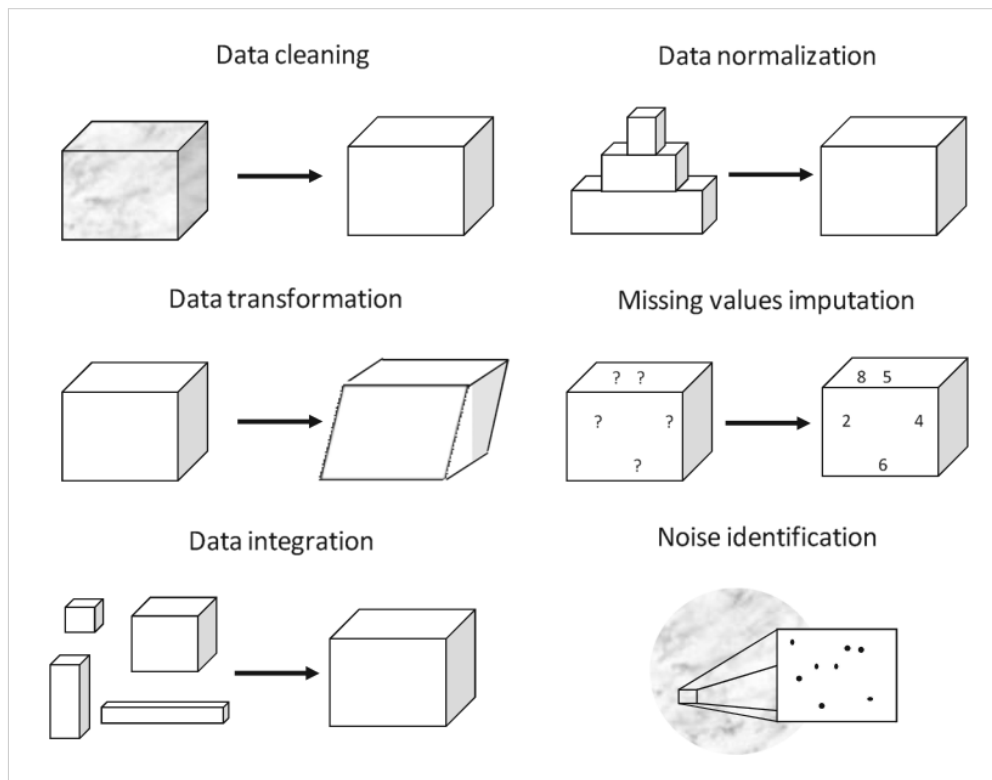 Data cleaning
Data normalization
Data transformation
Missing values imputation
? ?
? ?
?
8 5
2 4
6
Data integration
Noise identification